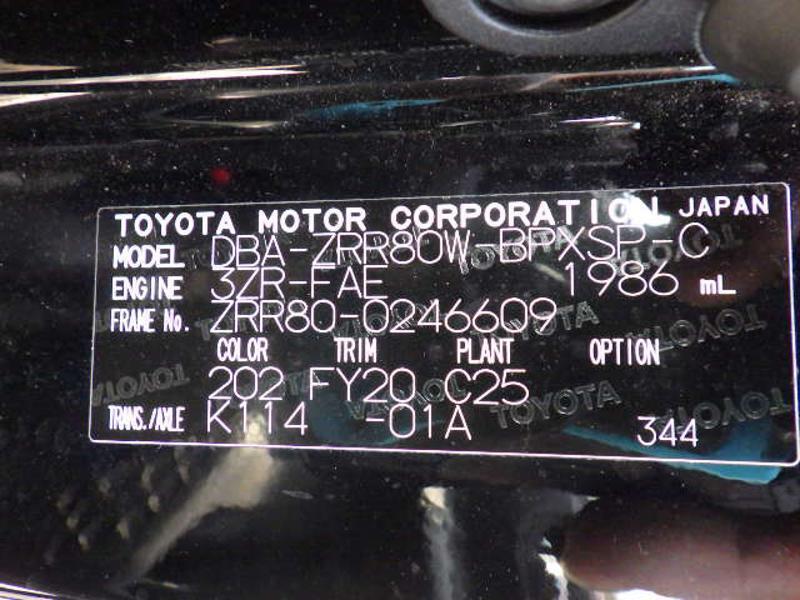 TOYOTA MOTOR CORPORATION JAPAN
MODEL DBA-ZRR80W-BPXSP-C
ENGINE 3ZR-FAE 1986 mL
FRAME No. ZRR80-0246609
COLOR TRIM PLANT OPTION
202 FY20 C25
TRANS./AXLE K114 -01A 344